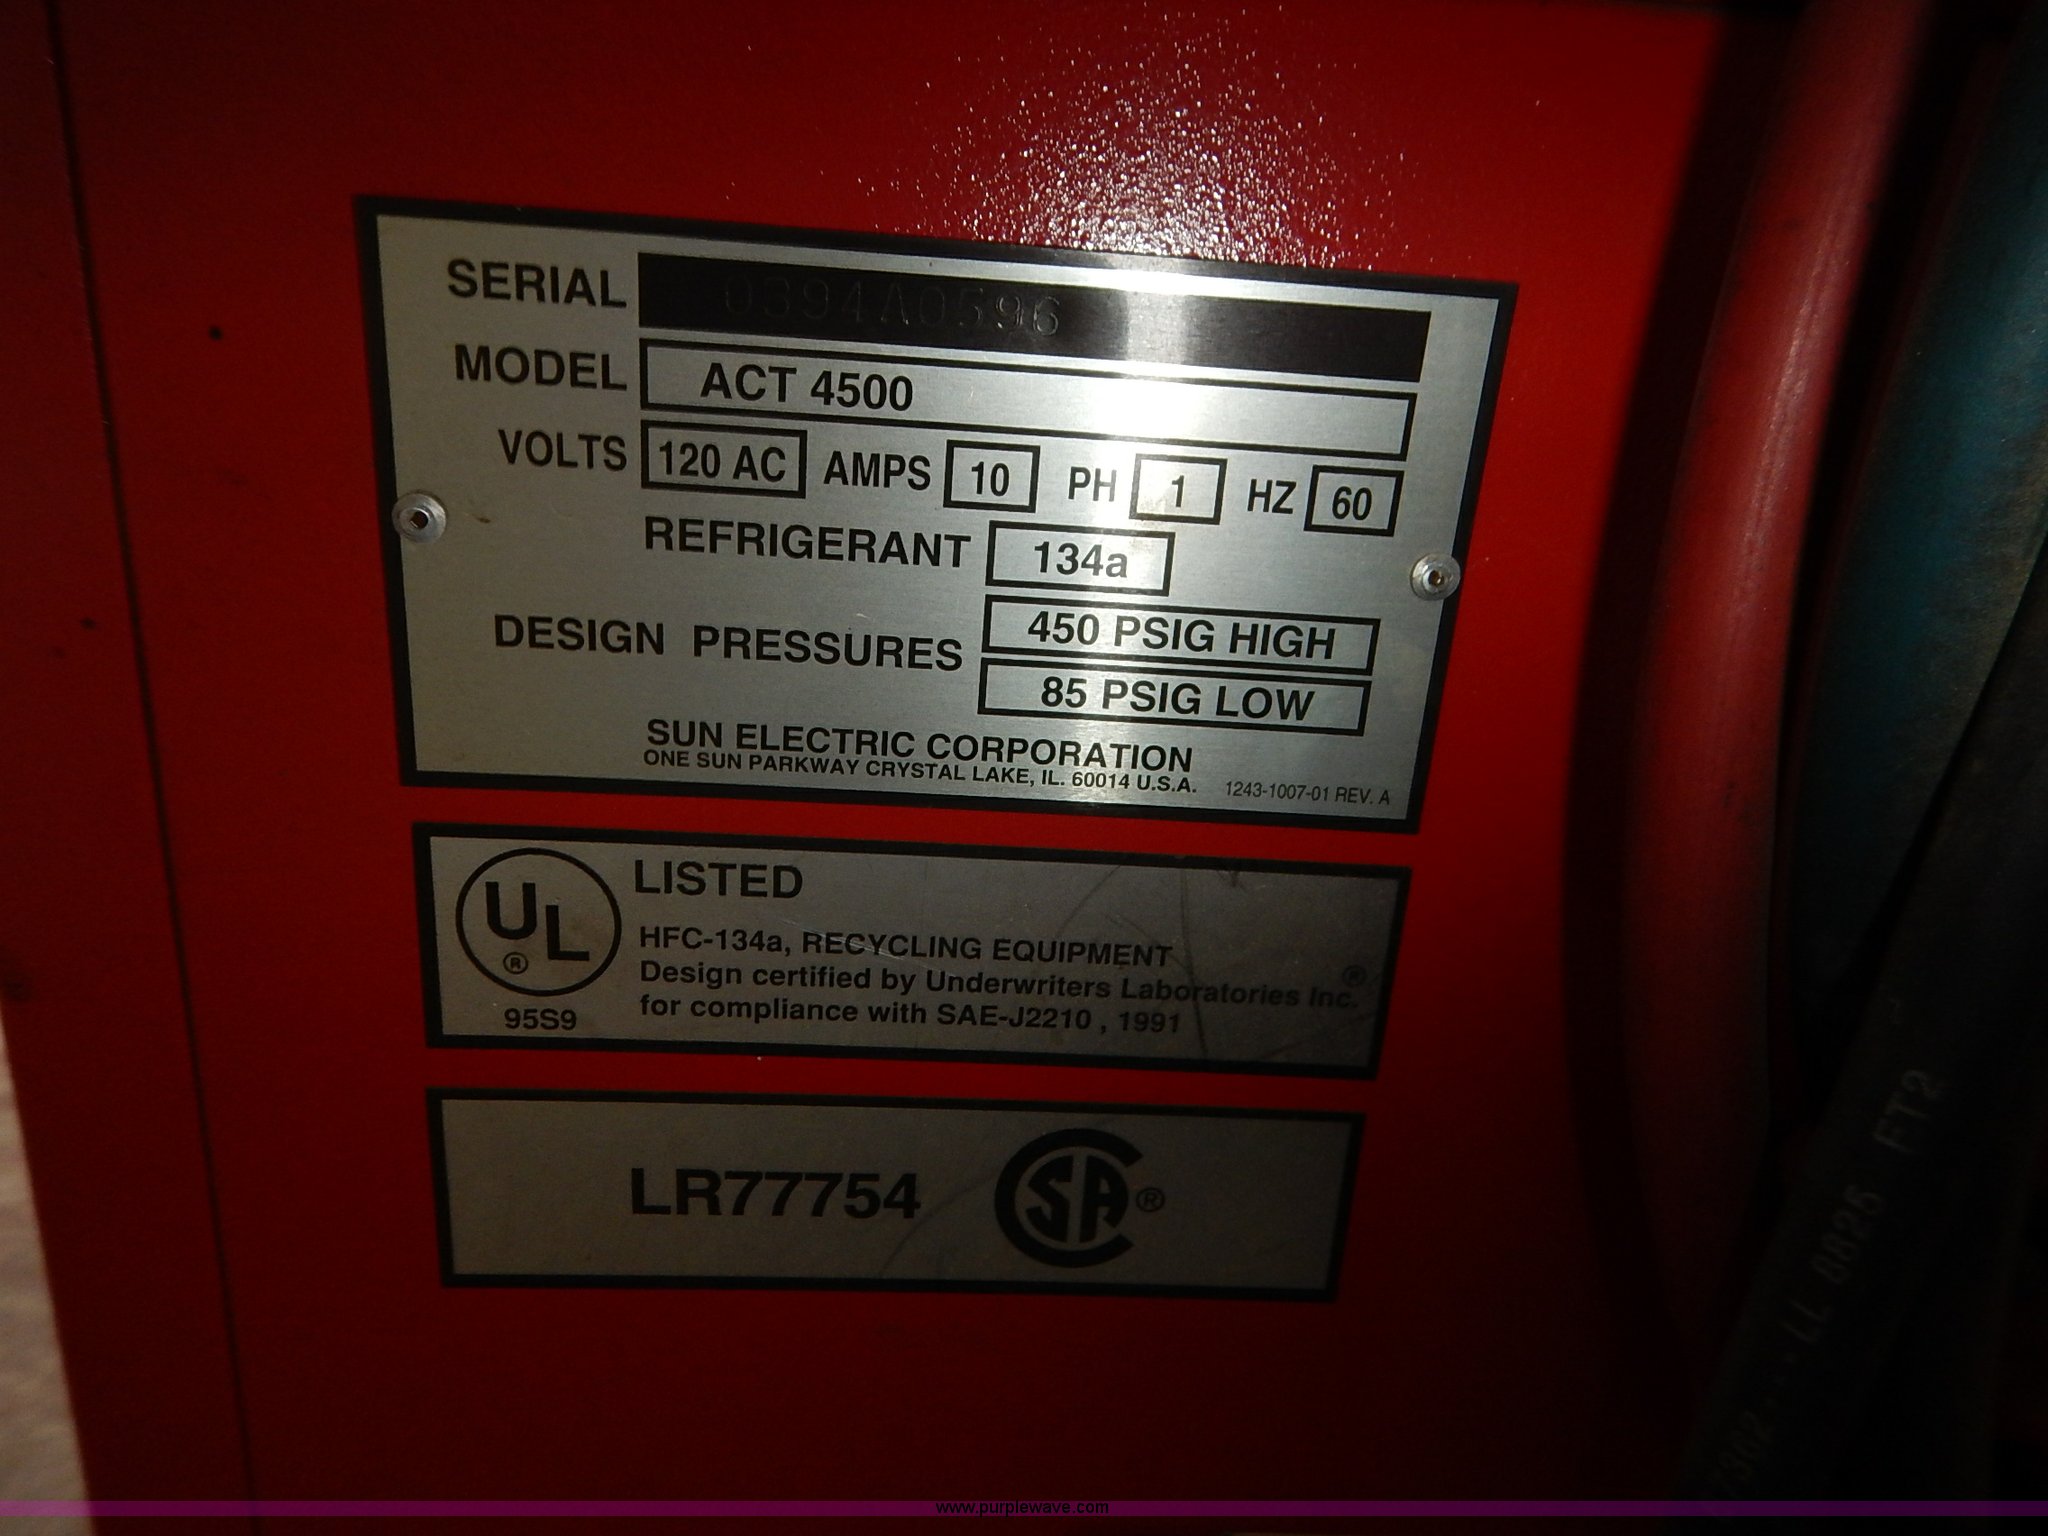 SERIAL 0394A0596
MODEL ACT 4500
VOLTS 120 AC AMPS 10 PH 1 HZ 60
REFRIGERANT 134a
DESIGN PRESSURES 450 PSIG HIGH
85 PSIG LOW
SUN ELECTRIC CORPORATION
ONE SUN PARKWAY CRYSTAL LAKE, IL. 60014 U.S.A.
1243-1007-01 REV. A
UL ® LISTED
HFC-134a, RECYCLING EQUIPMENT
Design certified by Underwriters Laboratories Inc.®
for compliance with SAE-J2210 , 1991
95S9
LR77754 CSA ®
LL 8826 FT2
www.purplewave.com